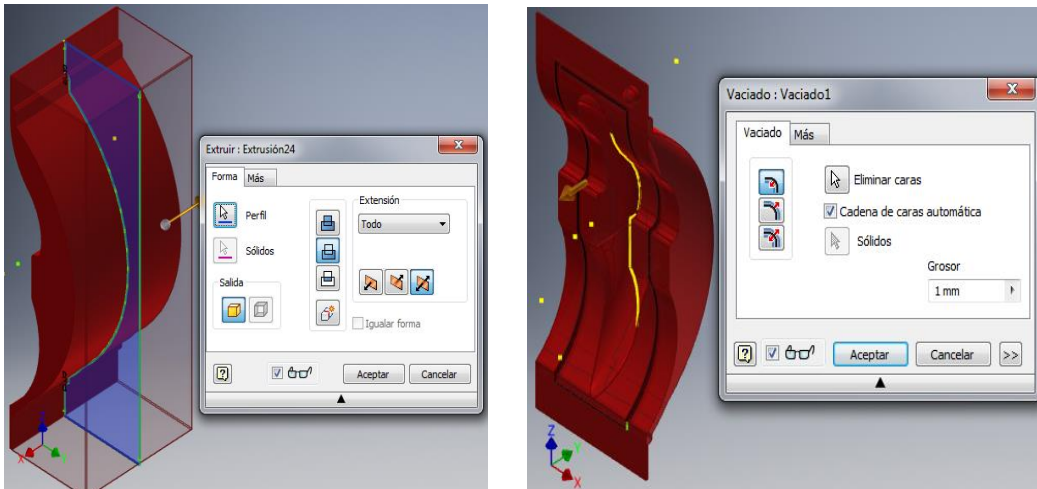 Extruir : Extrusión24
Forma Más
Perfil
Sólidos
Salida
Extensión
Todo
Igualar forma
Aceptar Cancelar
X Y
Vaciado : Vaciado1
Vaciado Más
Eliminar caras
Cadena de caras automática
Sólidos
Grosor
1 mm
Aceptar Cancelar >>
Z
Y
X